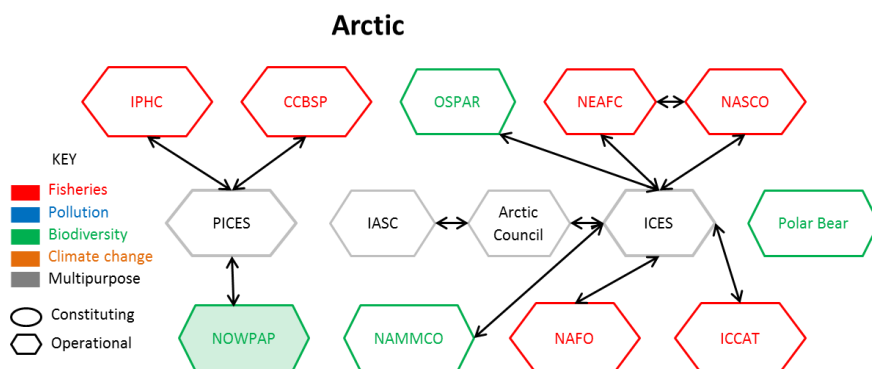 Arctic
IPHC
CCBSP
OSPAR
NEAFC
NASCO
KEY
Fisheries
Pollution
Biodiversity
Climate change
Multipurpose
Constituting
Operational
PICES
IASC
Arctic
Council
ICES
Polar Bear
NOWPAP
NAMMCO
NAFO
ICCAT